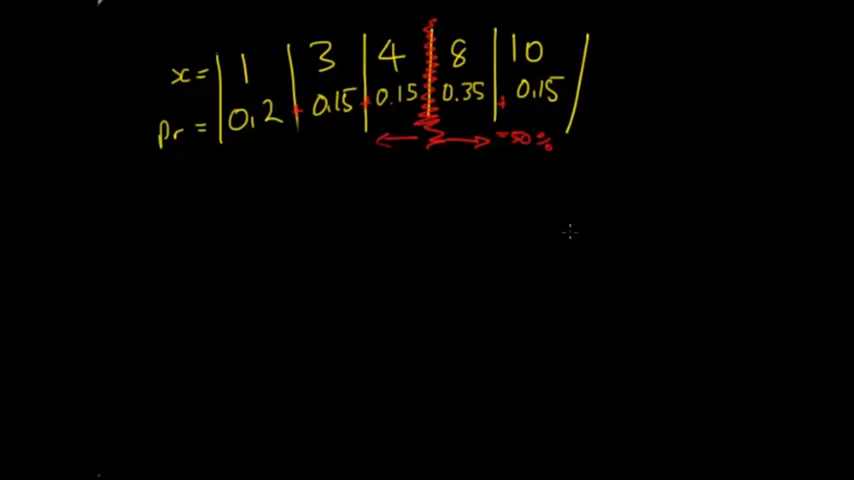 x = 1 3 4 8 10
Pr = 0.2 + 0.15 + 0.15 0.35 + 0.15
=50%